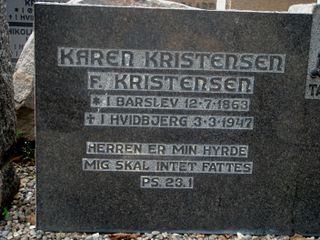 KAREN KRISTENSEN
F. KRISTENSEN
* I BARSLEV 12-7-1863
† I HVIDBJERG 3-3-1947
HERREN ER MIN HYRDE
MIG SKAL INTET FATTES
PS. 23.1